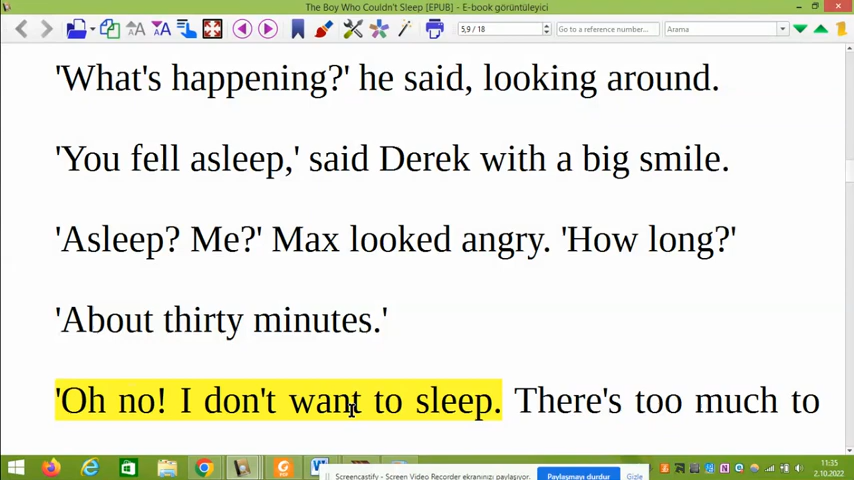 The Boy Who Couldn't Sleep [EPUB] - E-book görüntüleyici
5,9 / 18
Go to a reference number...
Arama
'What's happening?' he said, looking around.
'You fell asleep,' said Derek with a big smile.
'Asleep? Me?' Max looked angry. 'How long?'
'About thirty minutes.'
'Oh no! I don't want to sleep. There's too much to
11:35
2.10.2022
Screencastify - Screen Video Recorder ekranınızı paylaşıyor.
Paylaşmayı durdur
Gizle